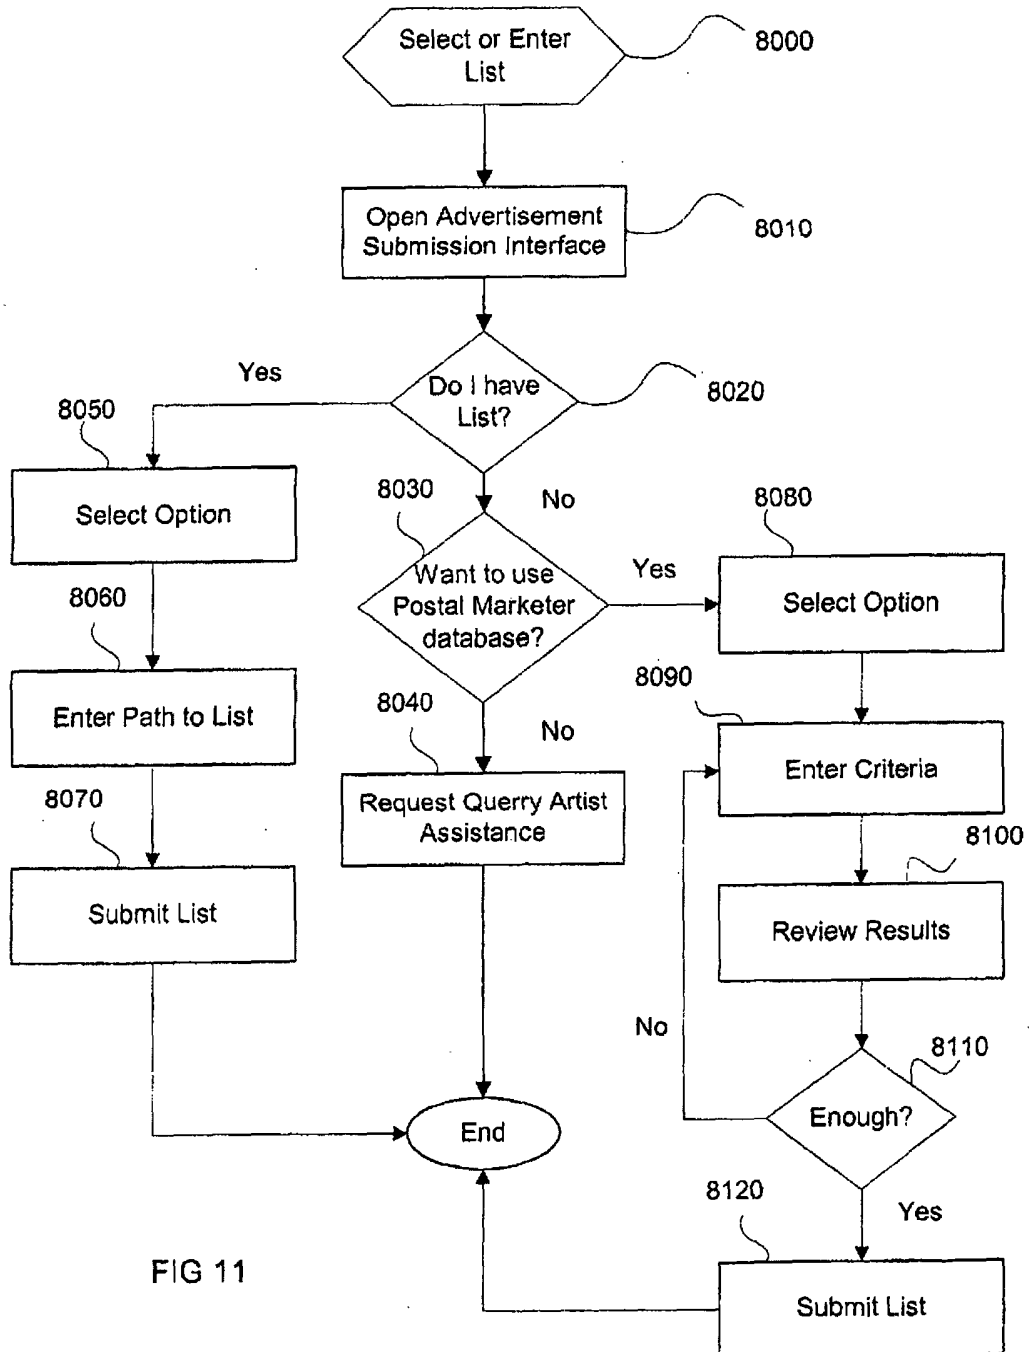 Select or Enter
List
8000
Open Advertisement
Submission Interface
8010
Do I have
List?
8020
Yes
No
8050
Select Option
8060
Enter Path to List
8070
Submit List
8030
Want to use
Postal Marketer
database?
Yes
No
8040
Request Querry Artist
Assistance
8080
Select Option
8090
Enter Criteria
8100
Review Results
8110
Enough?
No
Yes
8120
Submit List
End
FIG 11